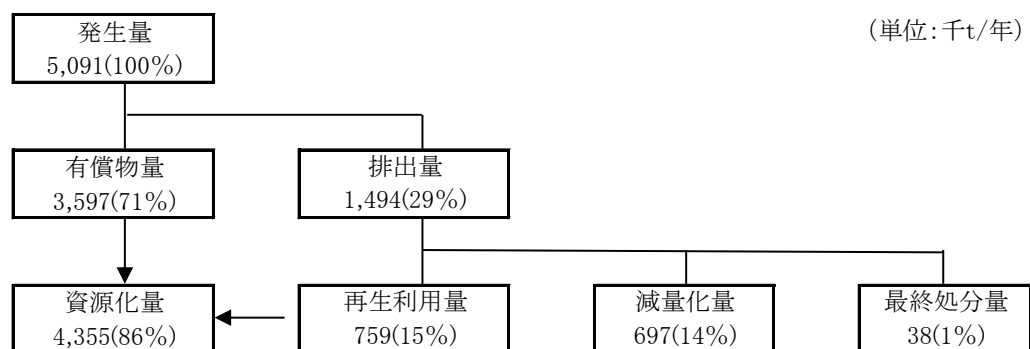 発生量
5,091(100%)
(単位:千t/年)
有償物量
3,597(71%)
排出量
1,494(29%)
資源化量
4,355(86%)
再生利用量
759(15%)
減量化量
697(14%)
最終処分量
38(1%)